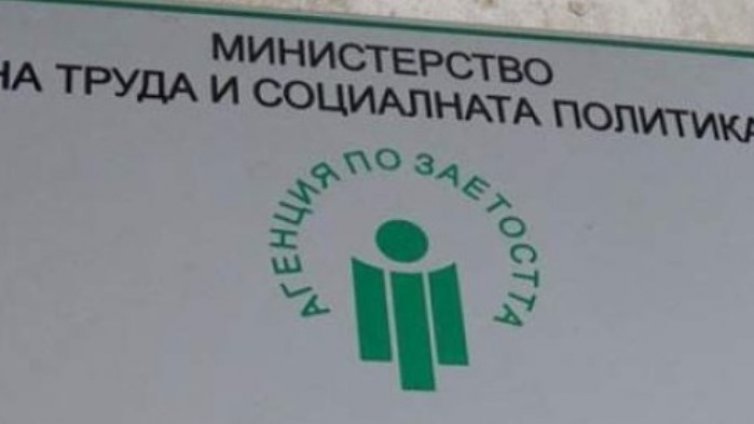 МИНИСТЕРСТВО
НА ТРУДА И СОЦИАЛНАТА ПОЛИТИКА
АГЕНЦИЯ ПО ЗАЕТОСТТА